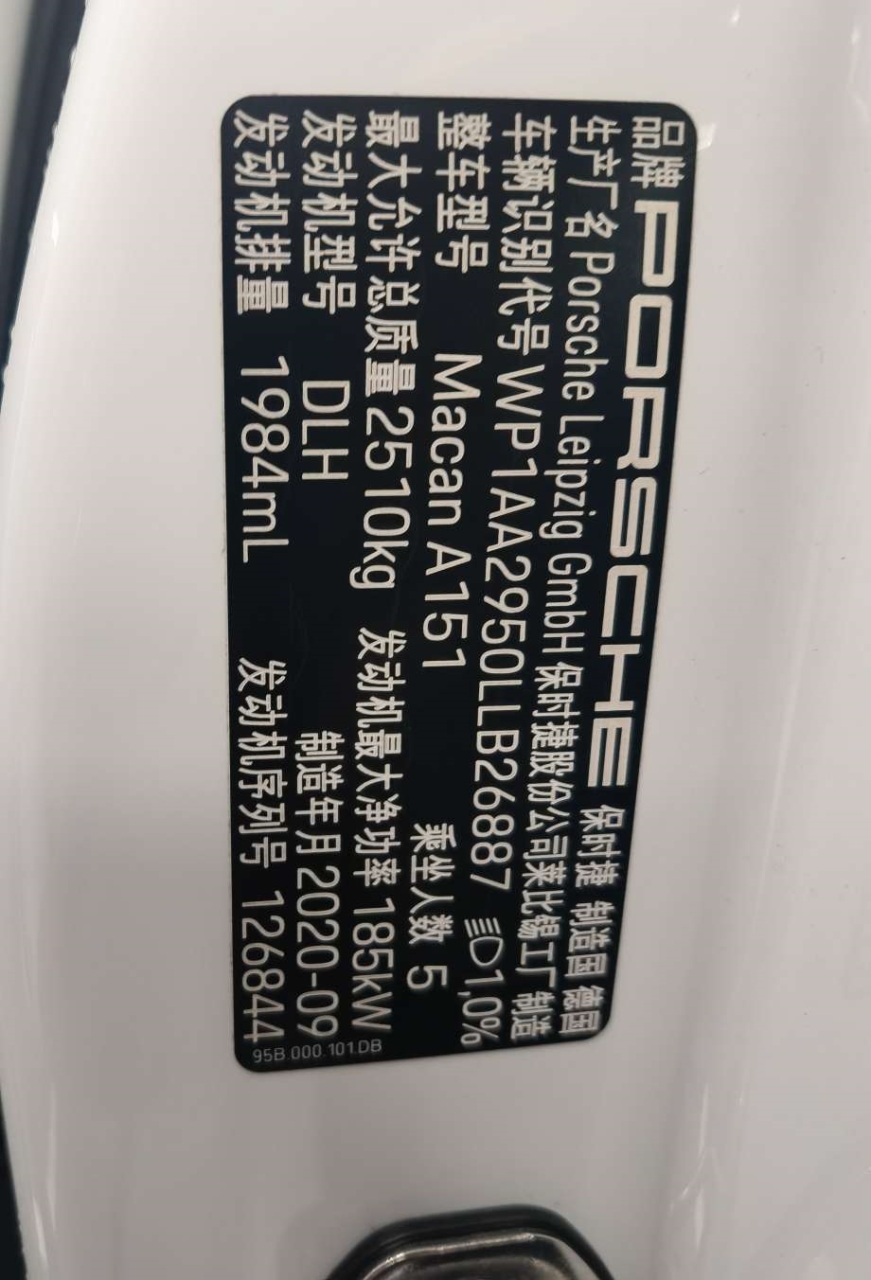 品牌 PORSCHE 保时捷 制造国 德国
生产厂名 Porsche Leipzig GmbH 保时捷股份公司莱比锡工厂 制造
车辆识别代号 WP1AA2950LLB26887 1,0%
整车型号 Macan A151 乘坐人数 5
最大允许总质量 2510kg 发动机最大净功率 185kW
发动机型号 DLH 制造年月 2020-09
发动机排量 1984mL 发动机序列号 126844
95B.000.101.DB